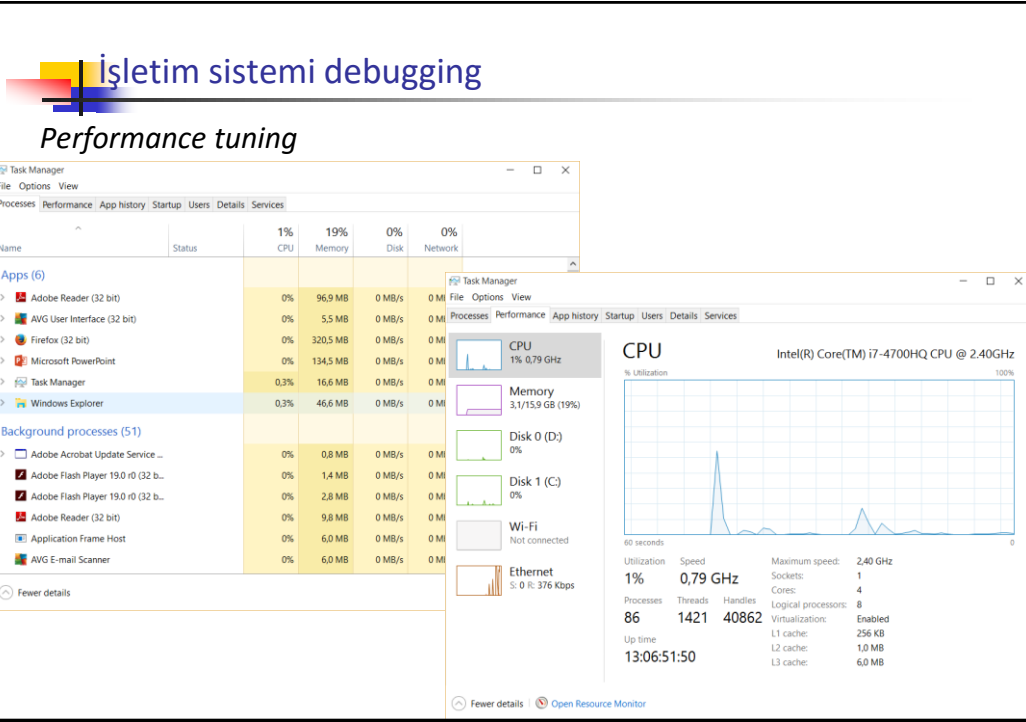 İşletim sistemi debugging
Performance tuning
Task Manager
File Options View
Processes Performance App history Startup Users Details Services
1% 19% 0% 0%
Name Status CPU Memory Disk Network
Apps (6)
Adobe Reader (32 bit) 0% 96,9 MB 0 MB/s 0 M
AVG User Interface (32 bit) 0% 5,5 MB 0 MB/s 0 M
Firefox (32 bit) 0% 320,5 MB 0 MB/s 0 M
Microsoft PowerPoint 0% 134,5 MB 0 MB/s 0 M
Task Manager 0,3% 16,6 MB 0 MB/s 0 M
Windows Explorer 0,3% 46,6 MB 0 MB/s 0 M
Background processes (51)
Adobe Acrobat Update Service ... 0% 0,8 MB 0 MB/s 0 M
Adobe Flash Player 19.0 r0 (32 b... 0% 1,4 MB 0 MB/s 0 M
Adobe Flash Player 19.0 r0 (32 b... 0% 2,8 MB 0 MB/s 0 M
Adobe Reader (32 bit) 0% 9,8 MB 0 MB/s 0 M
Application Frame Host 0% 6,0 MB 0 MB/s 0 M
AVG E-mail Scanner 0% 6,0 MB 0 MB/s 0 M
Fewer details
Task Manager
File Options View
Processes Performance App history Startup Users Details Services
CPU
1% 0,79 GHz
Memory
3,1/15,9 GB (19%)
Disk 0 (D:)
0%
Disk 1 (C:)
0%
Wi-Fi
Not connected
Ethernet
S: 0 R: 376 Kbps
CPU Intel(R) Core(TM) i7-4700HQ CPU @ 2.40GHz
% Utilization 100%
60 seconds 0
Utilization Speed
1% 0,79 GHz
Processes Threads Handles
86 1421 40862
Up time
13:06:51:50
Maximum speed: 2,40 GHz
Sockets: 1
Cores: 4
Logical processors: 8
Virtualization: Enabled
L1 cache: 256 KB
L2 cache: 1,0 MB
L3 cache: 6,0 MB
Fewer details Open Resource Monitor